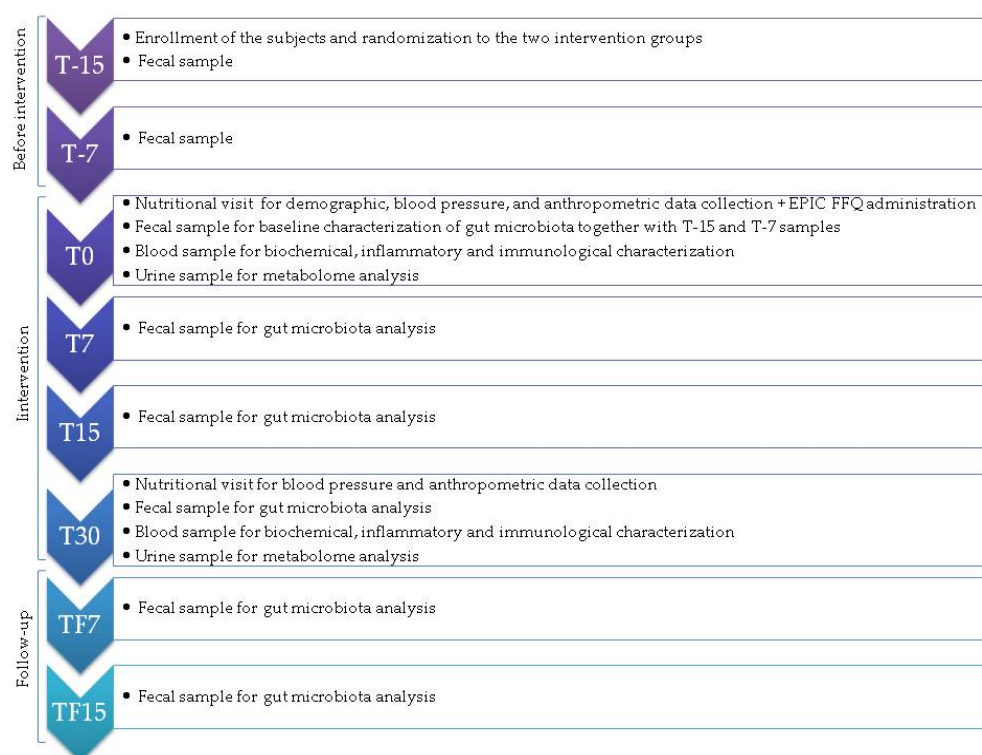 Before intervention
T-15
• Enrollment of the subjects and randomization to the two intervention groups
• Fecal sample
T-7
• Fecal sample
Iintervention
T0
• Nutritional visit for demographic, blood pressure, and anthropometric data collection + EPIC FFQ administration
• Fecal sample for baseline characterization of gut microbiota together with T-15 and T-7 samples
• Blood sample for biochemical, inflammatory and immunological characterization
• Urine sample for metabolome analysis
T7
• Fecal sample for gut microbiota analysis
T15
• Fecal sample for gut microbiota analysis
T30
• Nutritional visit for blood pressure and anthropometric data collection
• Fecal sample for gut microbiota analysis
• Blood sample for biochemical, inflammatory and immunological characterization
• Urine sample for metabolome analysis
Follow-up
TF7
• Fecal sample for gut microbiota analysis
TF15
• Fecal sample for gut microbiota analysis